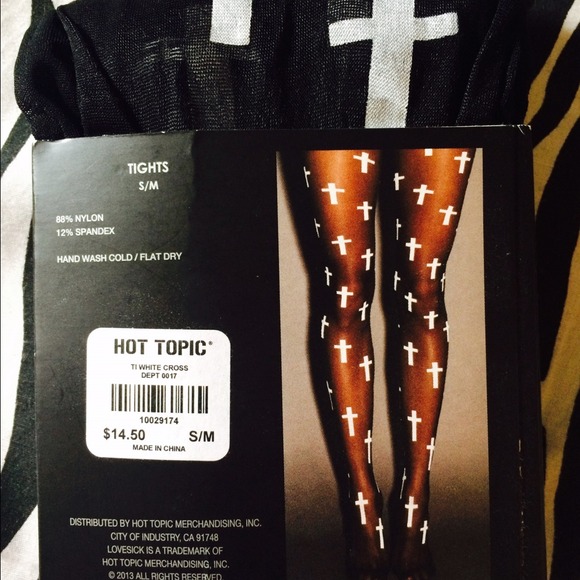 TIGHTS
S/M
88% NYLON
12% SPANDEX
HAND WASH COLD / FLAT DRY
HOT TOPIC®
TI WHITE CROSS
DEPT 0017
10029174
$14.50 S/M
MADE IN CHINA
DISTRIBUTED BY HOT TOPIC MERCHANDISING, INC.
CITY OF INDUSTRY, CA 91748
LOVESICK IS A TRADEMARK OF
HOT TOPIC MERCHANDISING, INC.
© 2013 ALL RIGHTS RESERVED